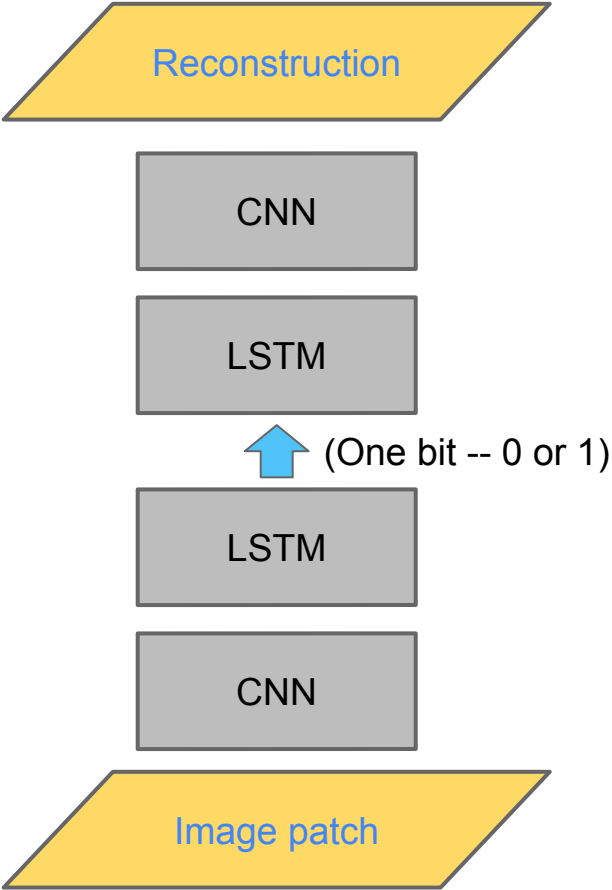 Reconstruction
CNN
LSTM
(One bit -- 0 or 1)
LSTM
CNN
Image patch